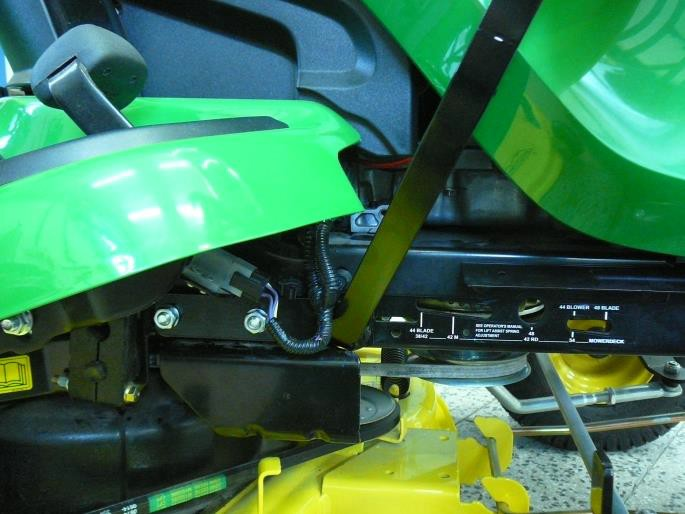 44 BLOWER 48 BLADE
44 BLADE
38/42
42 M
SEE OPERATOR'S MANUAL
FOR LIFT ASSIST SPRING
ADJUSTMENT
48
42 RD
54
MOWERDECK